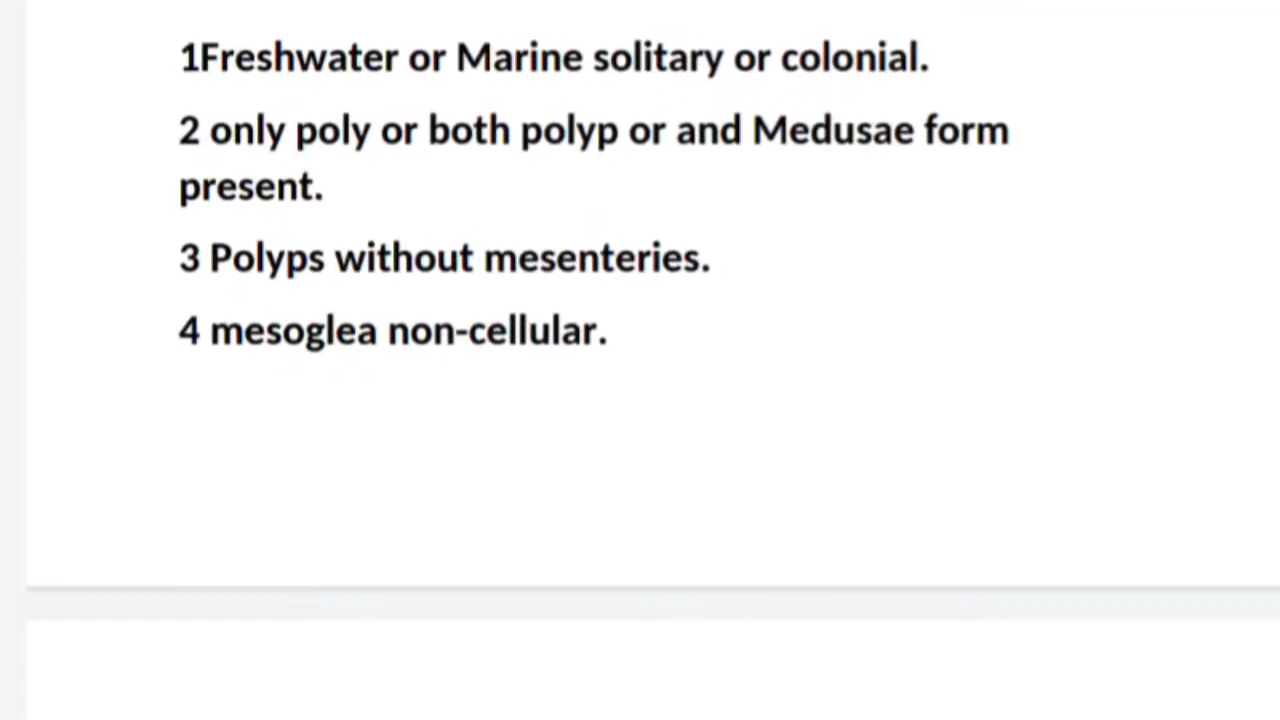 1Freshwater or Marine solitary or colonial.
2 only poly or both polyp or and Medusae form
present.
3 Polyps without mesenteries.
4 mesoglea non-cellular.